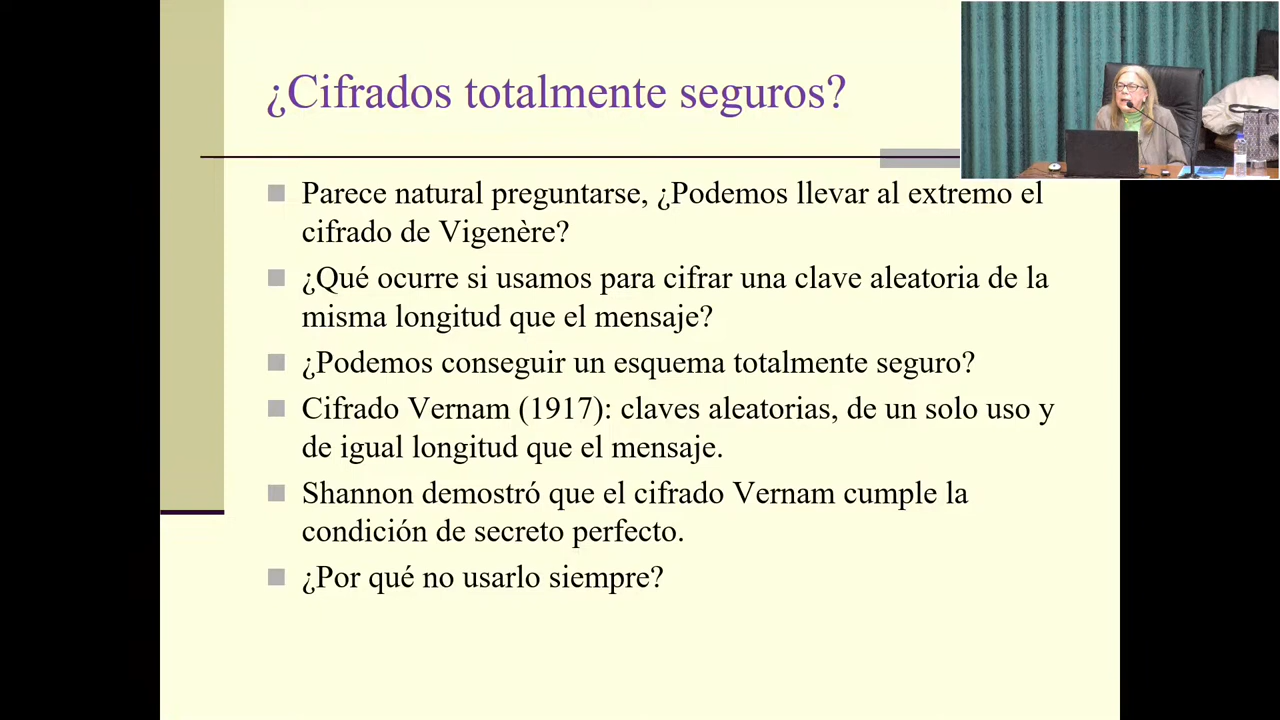 ¿Cifrados totalmente seguros?
Parece natural preguntarse, ¿Podemos llevar al extremo el
cifrado de Vigenère?
¿Qué ocurre si usamos para cifrar una clave aleatoria de la
misma longitud que el mensaje?
¿Podemos conseguir un esquema totalmente seguro?
Cifrado Vernam (1917): claves aleatorias, de un solo uso y
de igual longitud que el mensaje.
Shannon demostró que el cifrado Vernam cumple la
condición de secreto perfecto.
¿Por qué no usarlo siempre?